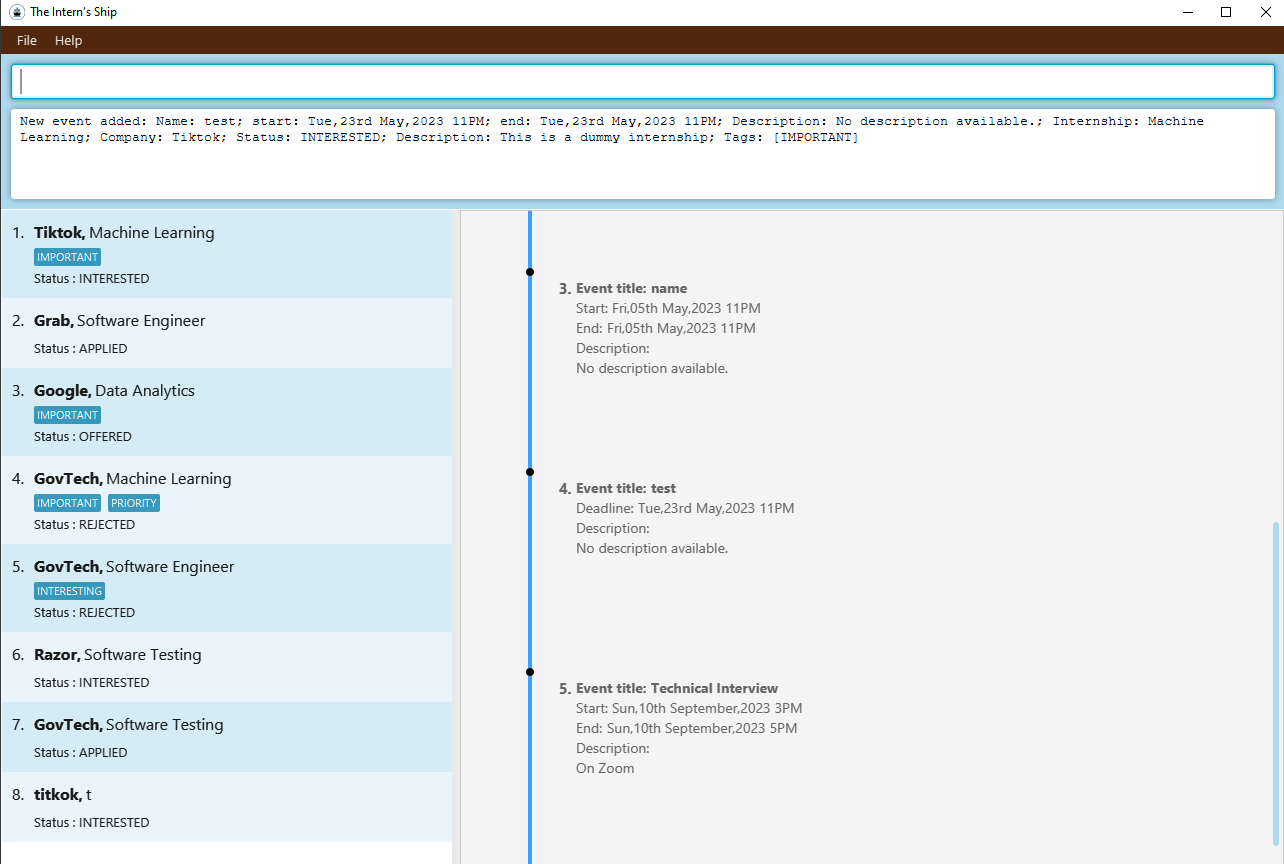 The Intern's Ship
File Help
New event added: Name: test; start: Tue,23rd May,2023 11PM; end: Tue,23rd May,2023 11PM; Description: No description available.; Internship: Machine
Learning; Company: Tiktok; Status: INTERESTED; Description: This is a dummy internship; Tags: [IMPORTANT]
1. Tiktok, Machine Learning
IMPORTANT
Status : INTERESTED
2. Grab, Software Engineer
Status : APPLIED
3. Google, Data Analytics
IMPORTANT
Status : OFFERED
4. GovTech, Machine Learning
IMPORTANT PRIORITY
Status : REJECTED
5. GovTech, Software Engineer
INTERESTING
Status : REJECTED
6. Razor, Software Testing
Status : INTERESTED
7. GovTech, Software Testing
Status : APPLIED
8. titkok, t
Status : INTERESTED
3. Event title: name
Start: Fri,05th May,2023 11PM
End: Fri,05th May,2023 11PM
Description:
No description available.
4. Event title: test
Deadline: Tue,23rd May,2023 11PM
Description:
No description available.
5. Event title: Technical Interview
Start: Sun,10th September,2023 3PM
End: Sun,10th September,2023 5PM
Description:
On Zoom